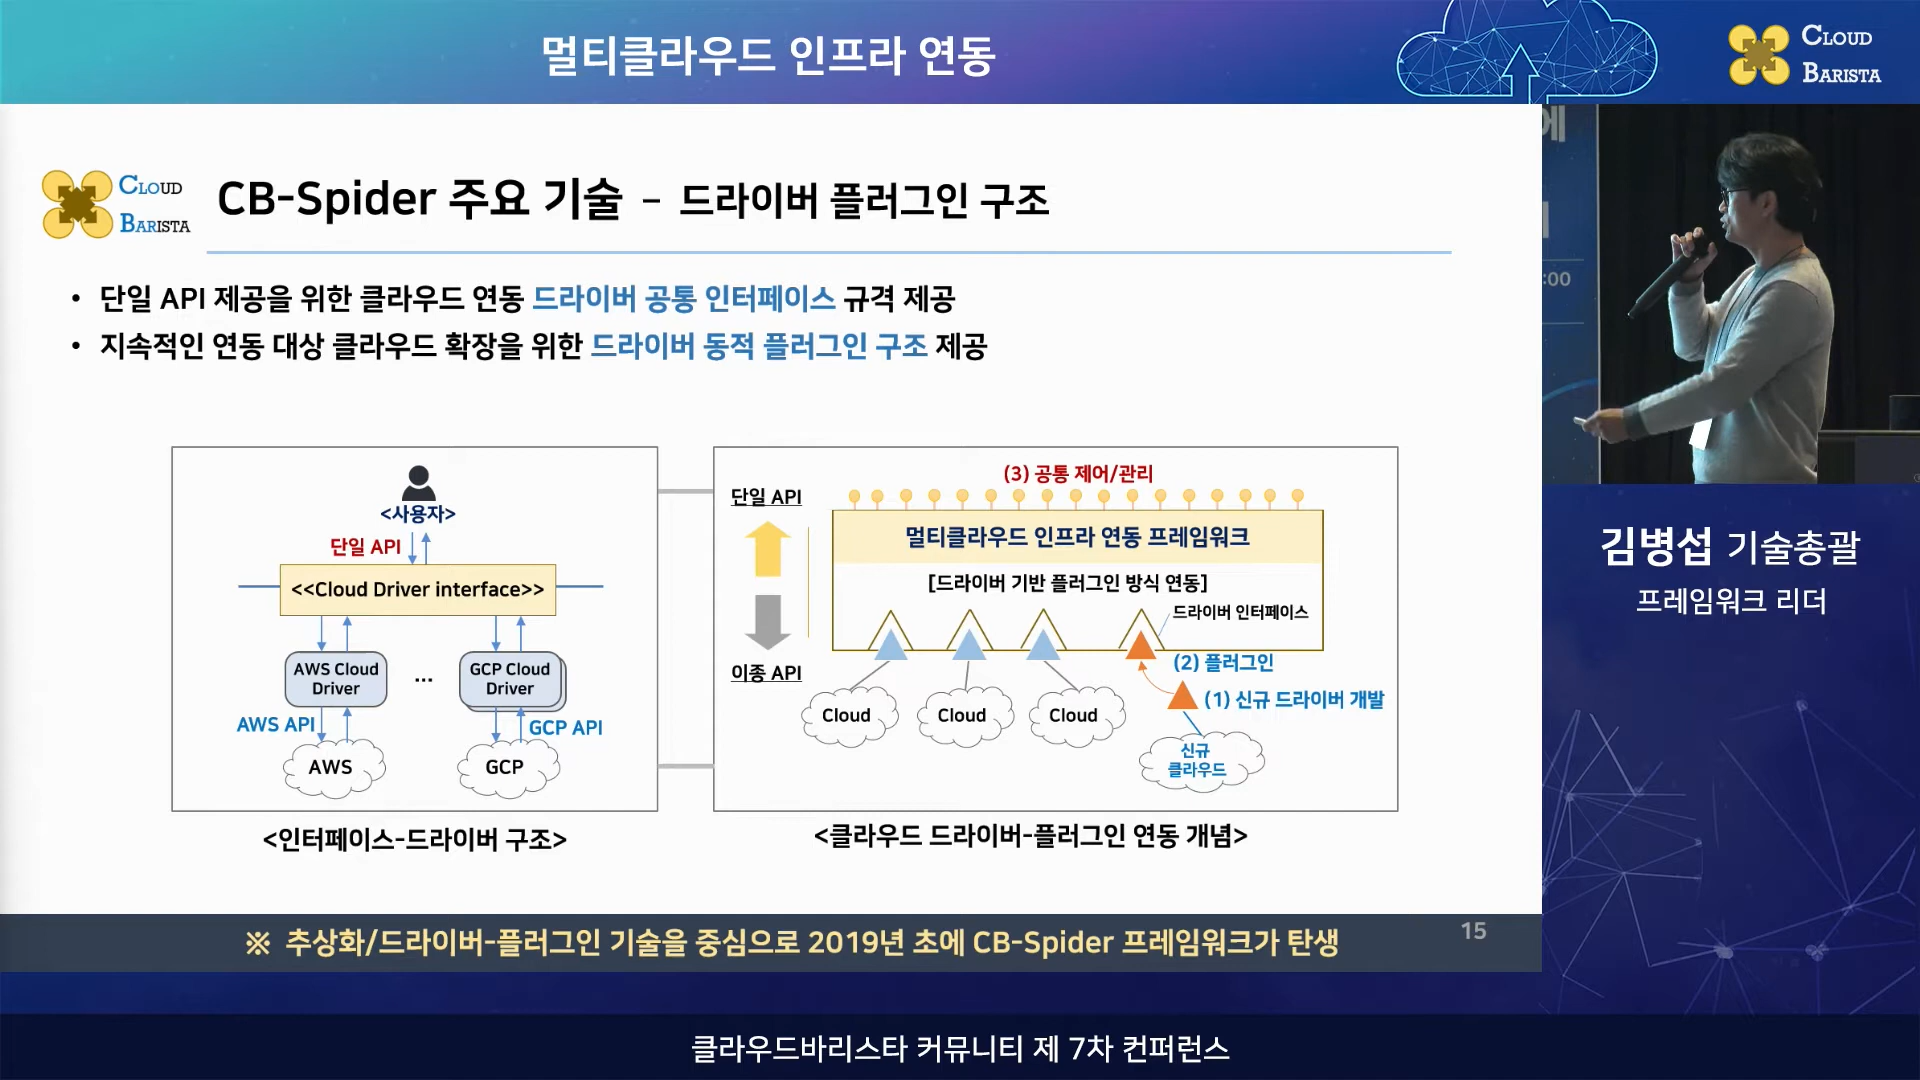 멀티클라우드 인프라 연동
CLOUD
BARISTA
에
:00
CLOUD
BARISTA
CB-Spider 주요 기술 - 드라이버 플러그인 구조
• 단일 API 제공을 위한 클라우드 연동 드라이버 공통 인터페이스 규격 제공
• 지속적인 연동 대상 클라우드 확장을 위한 드라이버 동적 플러그인 구조 제공
<사용자>
단일 API
<<Cloud Driver interface>>
AWS Cloud
Driver
...
GCP Cloud
Driver
AWS API
GCP API
AWS
GCP
<인터페이스-드라이버 구조>
(3) 공통 제어/관리
단일 API
멀티클라우드 인프라 연동 프레임워크
[드라이버 기반 플러그인 방식 연동]
드라이버 인터페이스
이종 API
(2) 플러그인
(1) 신규 드라이버 개발
Cloud
Cloud
Cloud
신규
클라우드
<클라우드 드라이버-플러그인 연동 개념>
※ 추상화/드라이버-플러그인 기술을 중심으로 2019년 초에 CB-Spider 프레임워크가 탄생
15
김병섭 기술총괄
프레임워크 리더
클라우드바리스타 커뮤니티 제 7차 컨퍼런스